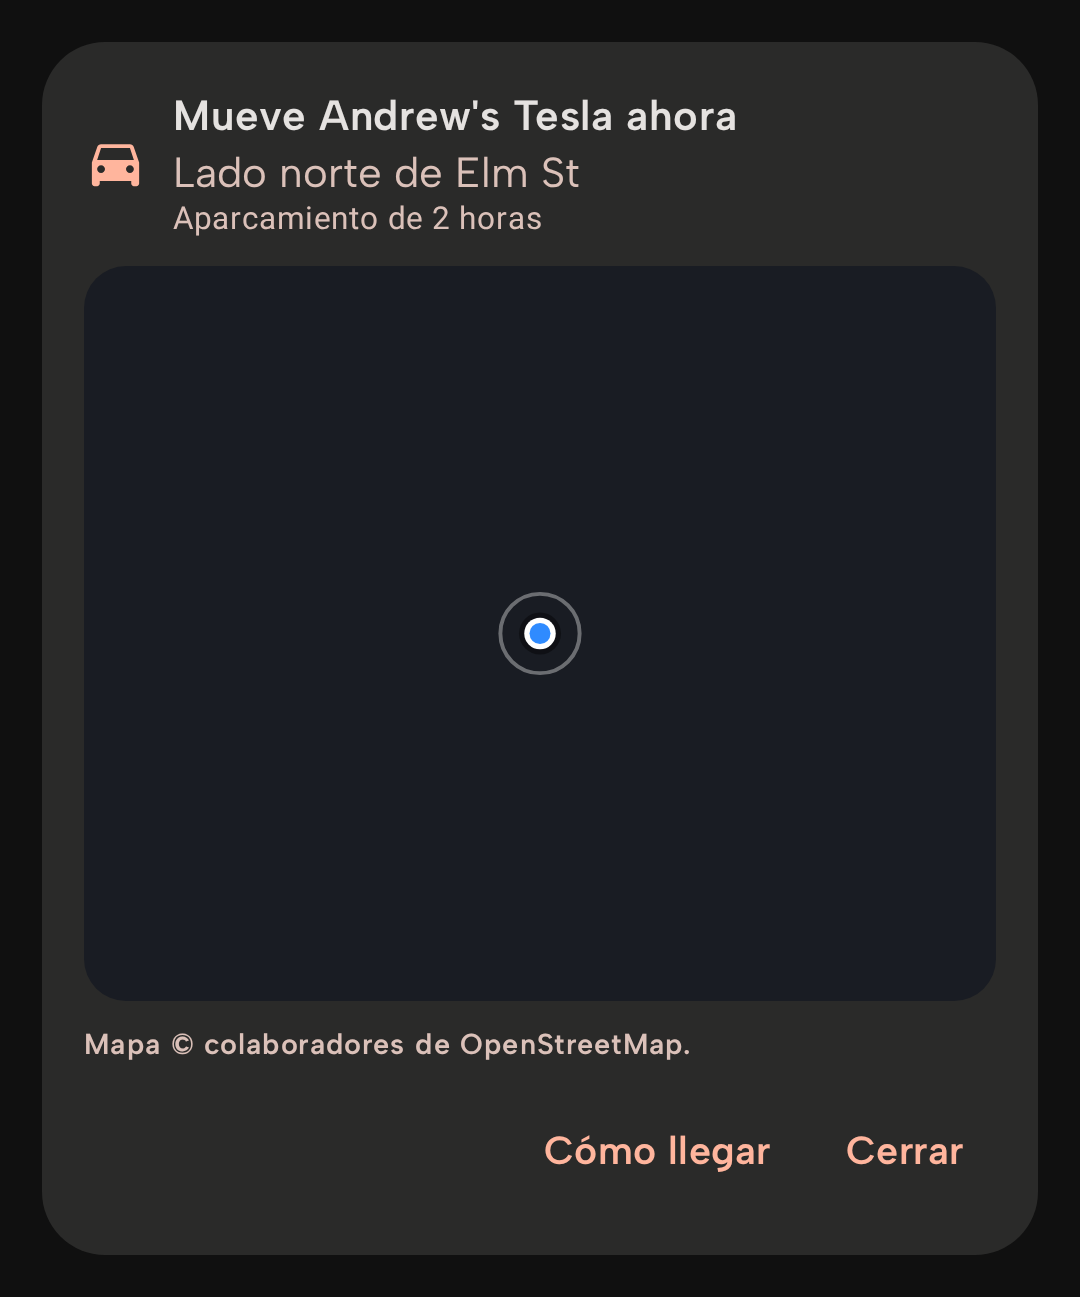 Mueve Andrew's Tesla ahora
Lado norte de Elm St
Aparcamiento de 2 horas
Mapa © colaboradores de OpenStreetMap.
Cómo llegar
Cerrar